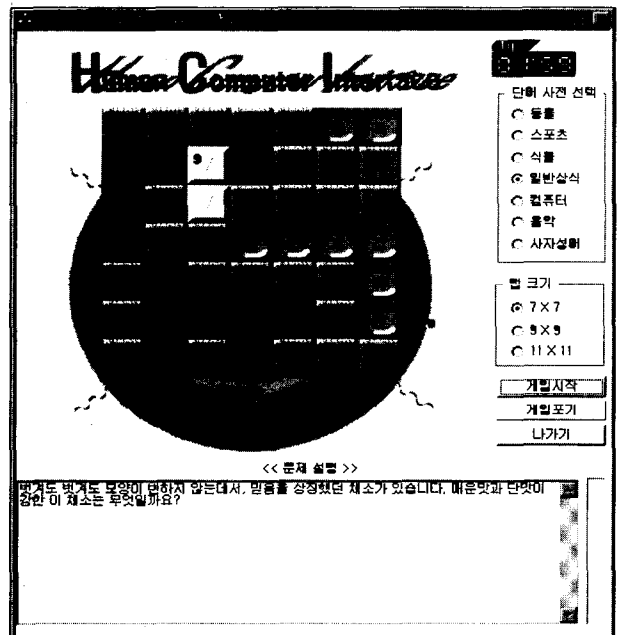 Human Computer Interface
단어 사전 선택
동물
스포츠
식물
9
일반상식
컴퓨터
음악
사자성어
맵 크기
7 X 7
9 X 9
11 X 11
게임시작
게임포기
나가기
<< 문제 설명 >>
벗겨도 벗겨도 모양이 변하지 않는데서, 믿음을 상징했던 채소가 있습니다. 매운맛과 단맛이
강한 이 채소는 무엇일까요?